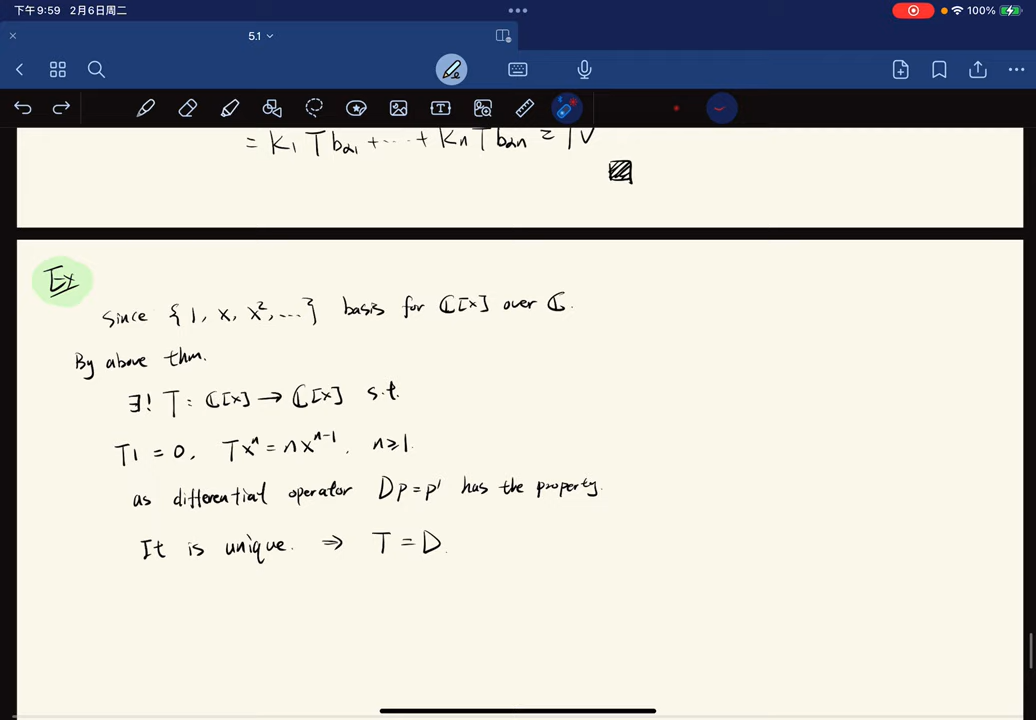 下午9:59 2月6日周二
100%
5.1
= K₁ T bα₁ + ... + Kn T bαn = TV
Ex
Since {1, x, x², ...} basis for ℂ[x] over ℂ.
By above thm.
∃! T: ℂ[x] → ℂ[x] s.t.
T1 = 0, Txⁿ = nxⁿ⁻¹, n≥1.
as differential operator Dp = p' has the property.
It is unique. ⇒ T = D.